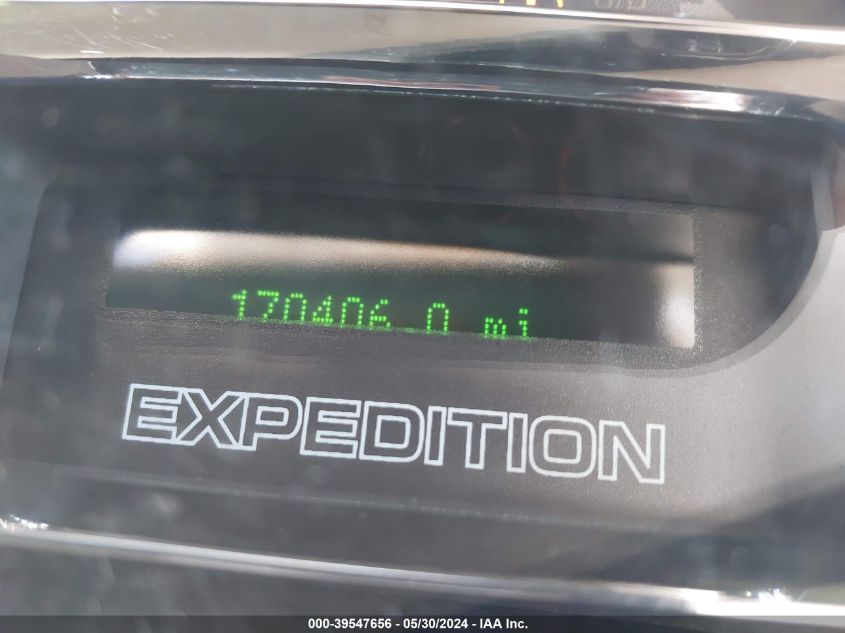 170406.0 mi
EXPEDITION
000-39547656 - 05/30/2024 - IAA Inc.